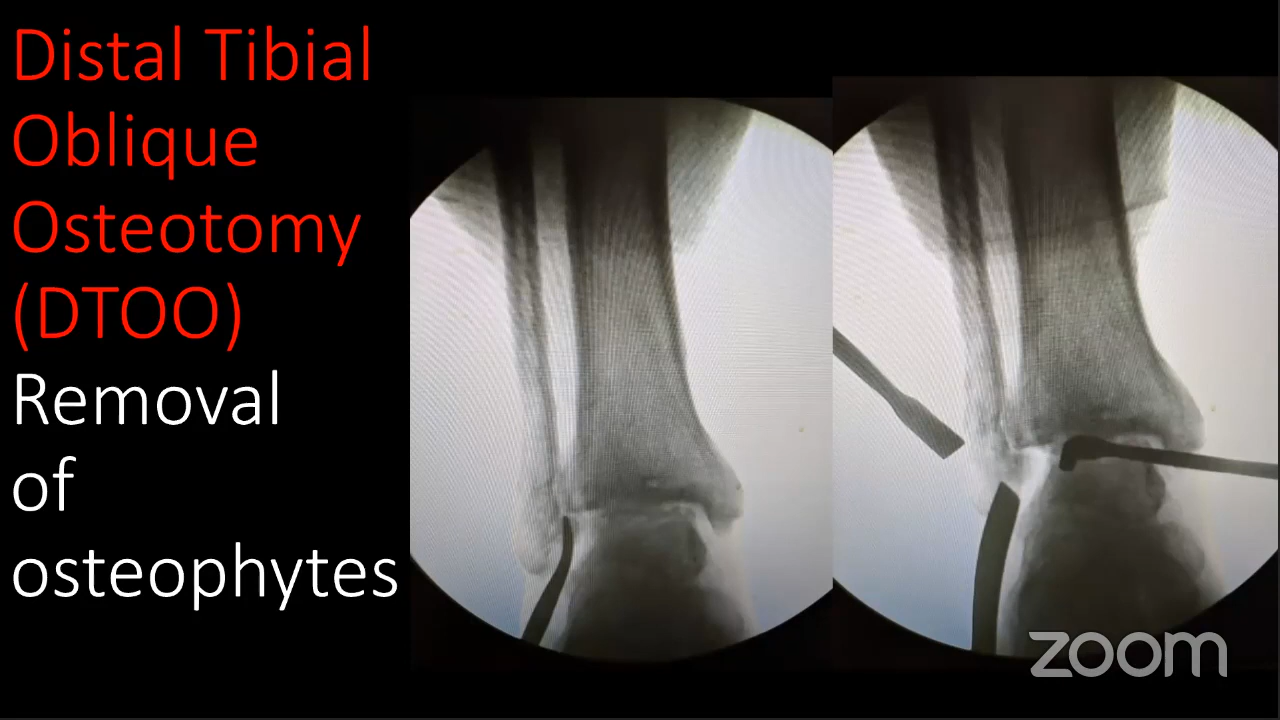 Distal Tibial
Oblique
Osteotomy
(DTOO)
Removal
of
osteophytes
zoom